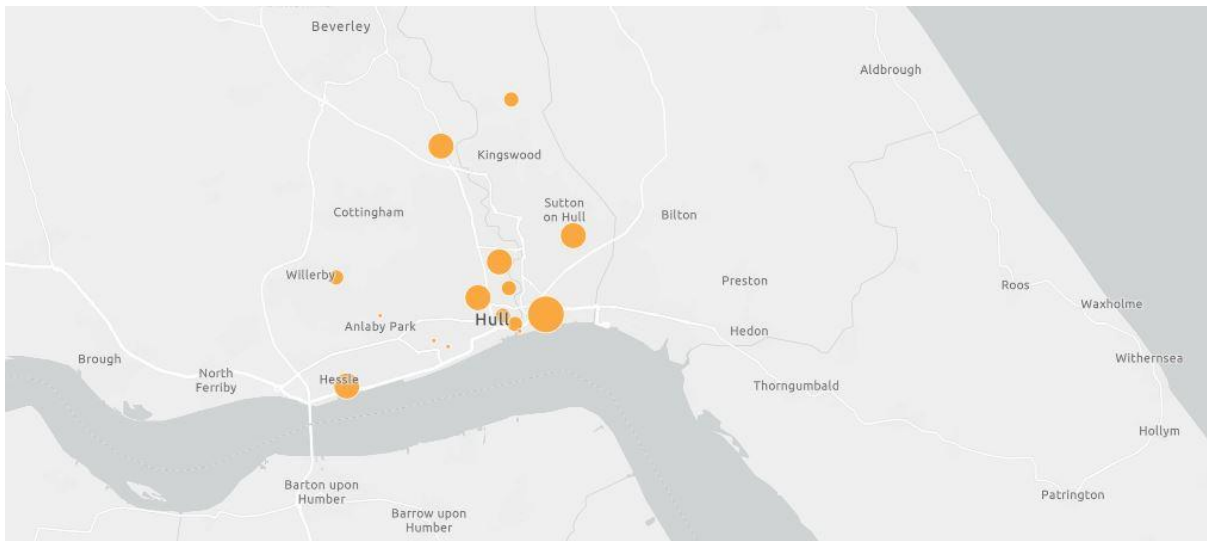 Beverley
Aldbrough
Kingswood
Sutton
on Hull
Cottingham
Bilton
Willerby
Preston
Roos
Waxholme
Hull
Anlaby Park
Hedon
Brough
Withernsea
North
Ferriby
Hessle
Thorngumbald
Hollym
Barton upon
Humber
Patrington
Barrow upon
Humber